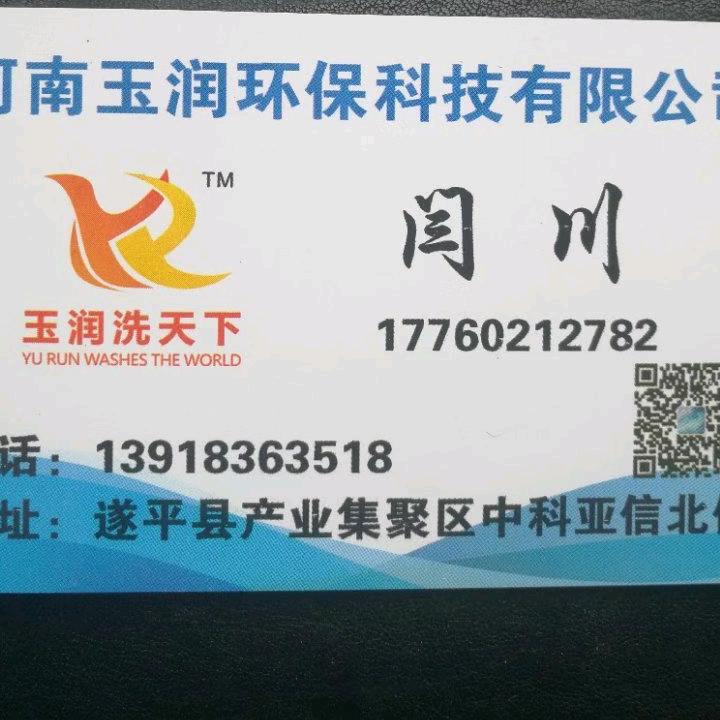 河南玉润环保科技有限公司
TM
闫川
玉润洗天下
YU RUN WASHES THE WORLD
17760212782
话：13918363518
址：遂平县产业集聚区中科亚信北